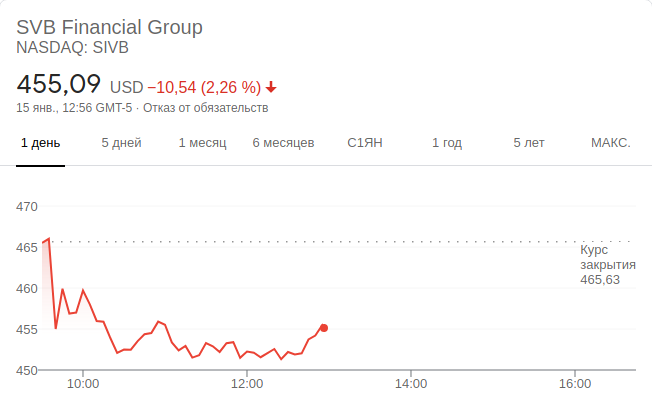 SVB Financial Group
NASDAQ: SIVB
455,09 USD −10,54 (2,26 %)
15 янв., 12:56 GMT-5 · Отказ от обязательств
1 день 5 дней 1 месяц 6 месяцев С1ЯН 1 год 5 лет МАКС.
470
465
Курс
закрытия
465,63
460
455
450
10:00 12:00 14:00 16:00